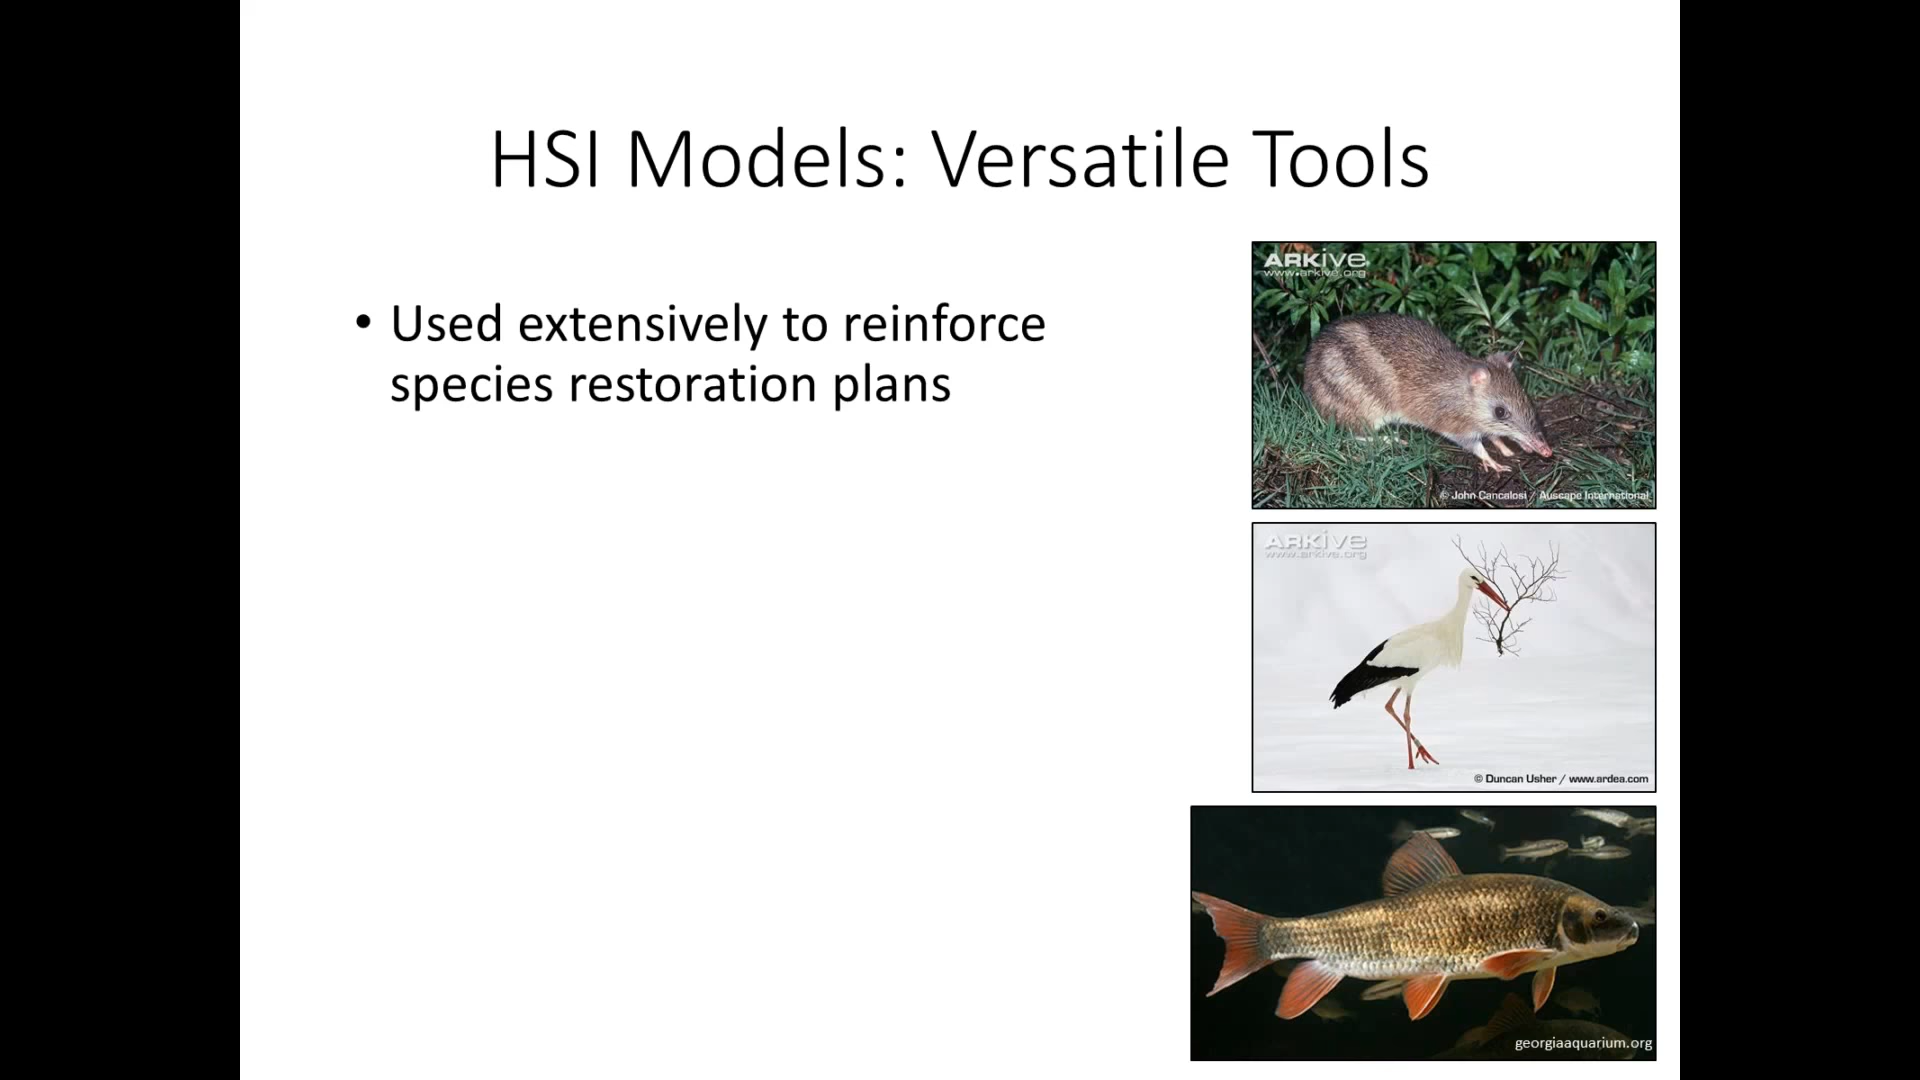 HSI Models: Versatile Tools
• Used extensively to reinforce
species restoration plans
ARKive
www.arkive.org
© John Cancalosi / Auscape International
ARKive
www.arkive.org
© Duncan Usher / www.ardea.com
georgiaaquarium.org